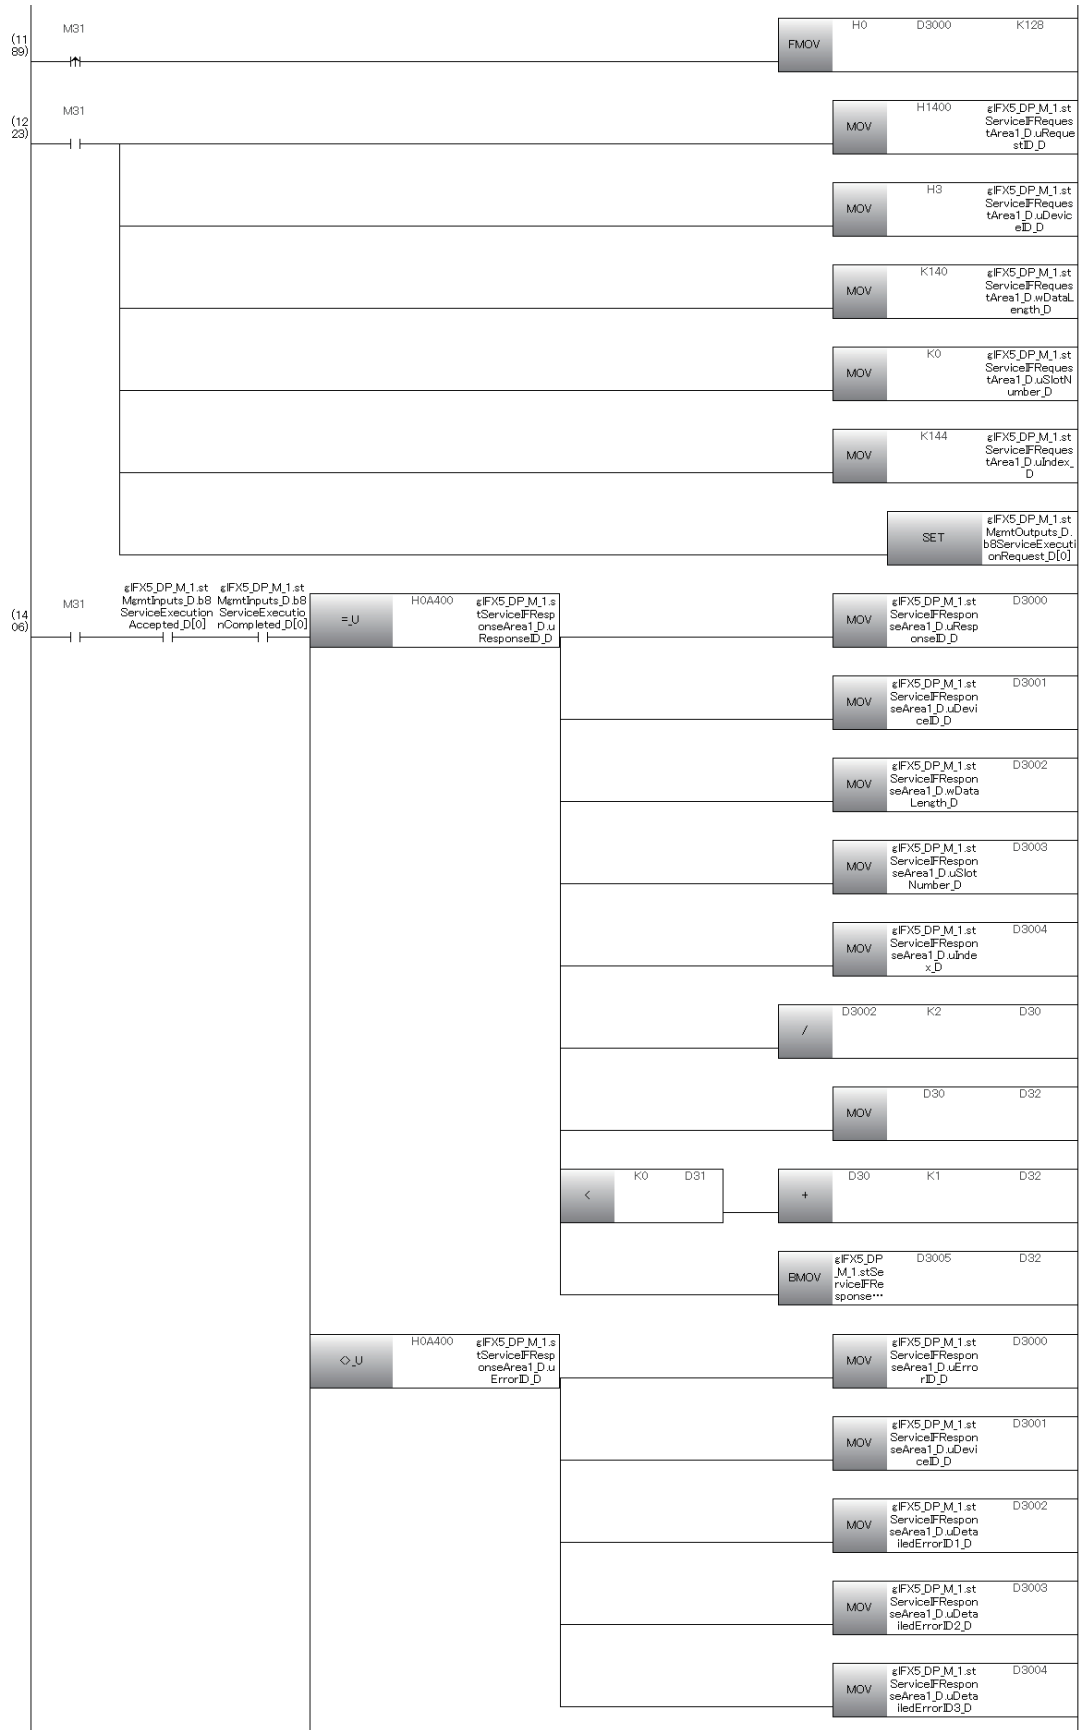 M31
(11
89)
FMOV
H0
D3000
K128
M31
(12
23)
MOV
H1400
gIFX5_DP_M_1.st
ServiceIFReques
tArea1_D.uReque
stID_D
MOV
H3
gIFX5_DP_M_1.st
ServiceIFReques
tArea1_D.uDevic
eID_D
MOV
K140
gIFX5_DP_M_1.st
ServiceIFReques
tArea1_D.wDataL
ength_D
MOV
K0
gIFX5_DP_M_1.st
ServiceIFReques
tArea1_D.uSlotN
umber_D
MOV
K144
gIFX5_DP_M_1.st
ServiceIFReques
tArea1_D.uIndex_
D
SET
gIFX5_DP_M_1.st
MgmtOutputs_D.
b8ServiceExecuti
onRequest_D[0]
(14
06)
M31
gIFX5_DP_M_1.st
MgmtInputs_D.b8
ServiceExecution
Accepted_D[0]
gIFX5_DP_M_1.st
MgmtInputs_D.b8
ServiceExecutio
nCompleted_D[0]
=_U
H0A400
gIFX5_DP_M_1.s
tServiceIFResp
onseArea1_D.u
ResponseID_D
MOV
gIFX5_DP_M_1.st
ServiceIFRespon
seArea1_D.uResp
onseID_D
D3000
MOV
gIFX5_DP_M_1.st
ServiceIFRespon
seArea1_D.uDevi
ceID_D
D3001
MOV
gIFX5_DP_M_1.st
ServiceIFRespon
seArea1_D.wData
Length_D
D3002
MOV
gIFX5_DP_M_1.st
ServiceIFRespon
seArea1_D.uSlot
Number_D
D3003
MOV
gIFX5_DP_M_1.st
ServiceIFRespon
seArea1_D.uInde
x_D
D3004
/
D3002
K2
D30
MOV
D30
D32
<
K0
D31
+
D30
K1
D32
BMOV
gIFX5_DP
_M_1.stSe
rviceIFRe
sponse…
D3005
D32
<>_U
H0A400
gIFX5_DP_M_1.s
tServiceIFResp
onseArea1_D.u
ErrorID_D
MOV
gIFX5_DP_M_1.st
ServiceIFRespon
seArea1_D.uErro
rID_D
D3000
MOV
gIFX5_DP_M_1.st
ServiceIFRespon
seArea1_D.uDevi
ceID_D
D3001
MOV
gIFX5_DP_M_1.st
ServiceIFRespon
seArea1_D.uDeta
iledErrorID1_D
D3002
MOV
gIFX5_DP_M_1.st
ServiceIFRespon
seArea1_D.uDeta
iledErrorID2_D
D3003
MOV
gIFX5_DP_M_1.st
ServiceIFRespon
seArea1_D.uDeta
iledErrorID3_D
D3004